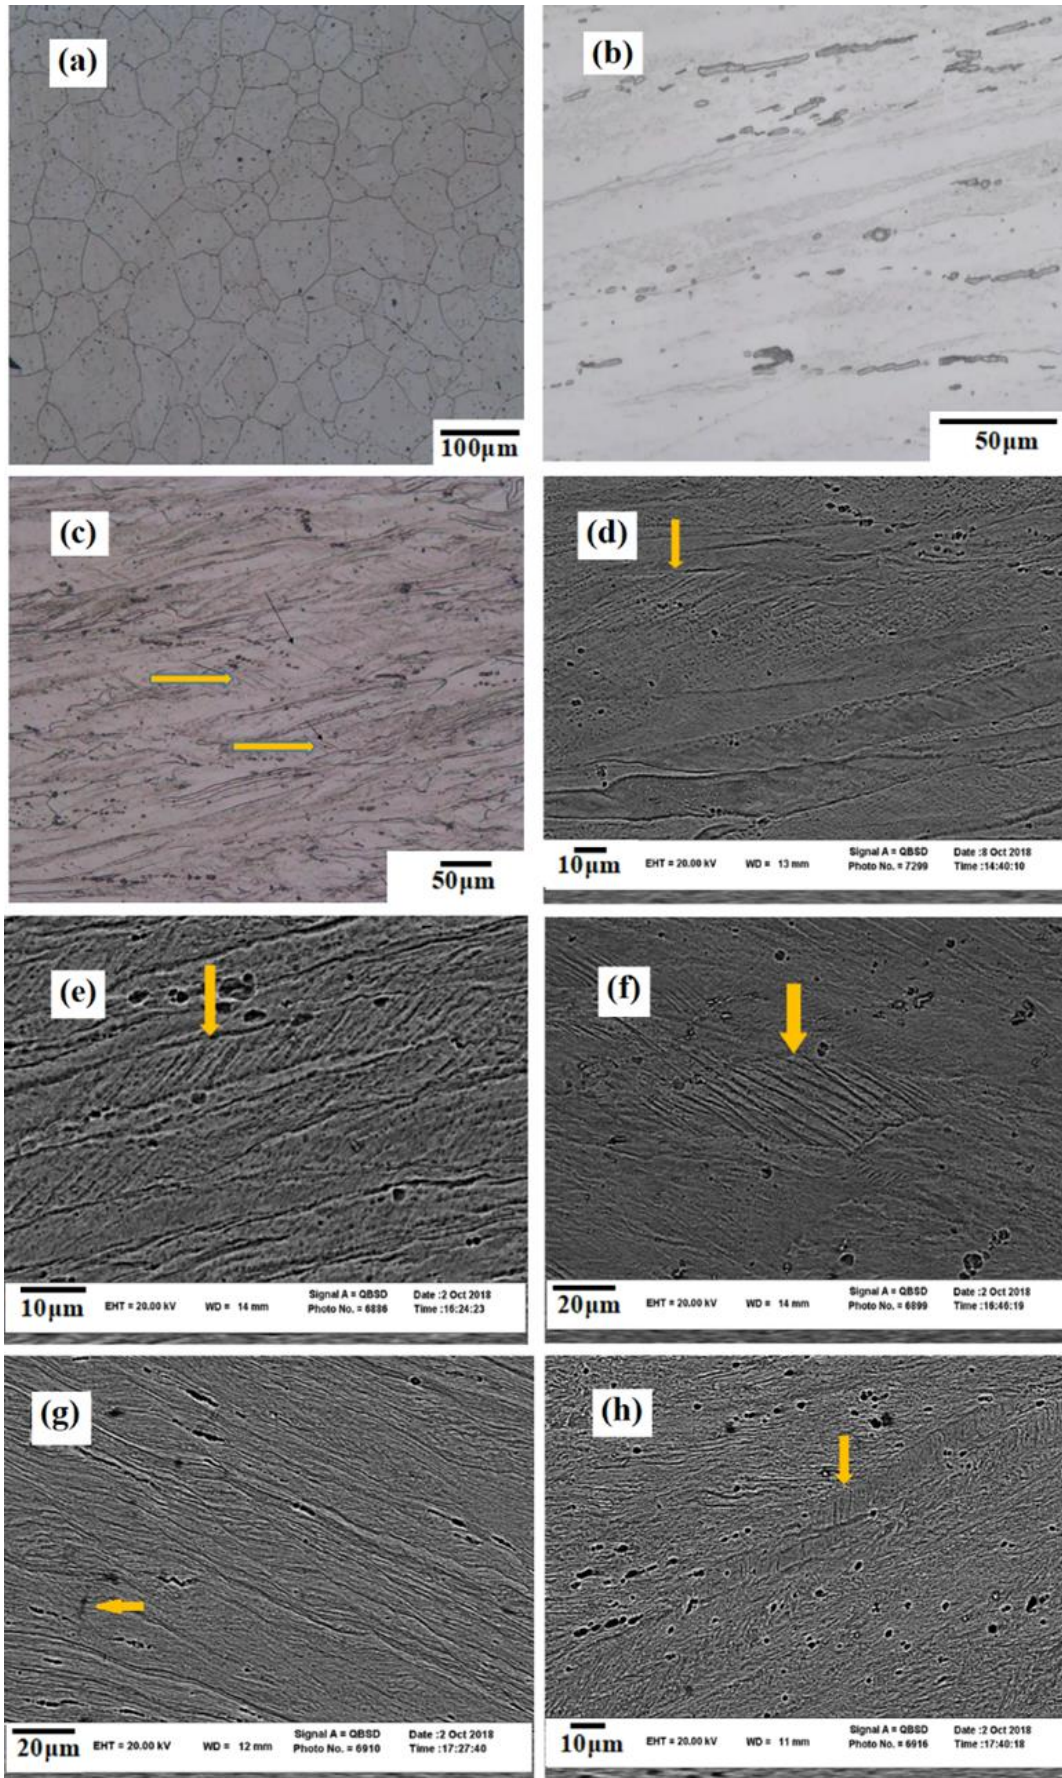 (a)
100μm
(b)
50μm
(c)
50μm
(d)
10μm
EHT = 20.00 kV
WD = 13 mm
Signal A = QBSD
Photo No. = 7299
Date :8 Oct 2018
Time :14:40:10
(e)
10μm
EHT = 20.00 kV
WD = 14 mm
Signal A = QBSD
Photo No. = 6886
Date :2 Oct 2018
Time :16:24:23
(f)
20μm
EHT = 20.00 kV
WD = 14 mm
Signal A = QBSD
Photo No. = 6899
Date :2 Oct 2018
Time :16:46:19
(g)
20μm
EHT = 20.00 kV
WD = 12 mm
Signal A = QBSD
Photo No. = 6910
Date :2 Oct 2018
Time :17:27:40
(h)
10μm
EHT = 20.00 kV
WD = 11 mm
Signal A = QBSD
Photo No. = 6916
Date :2 Oct 2018
Time :17:40:18